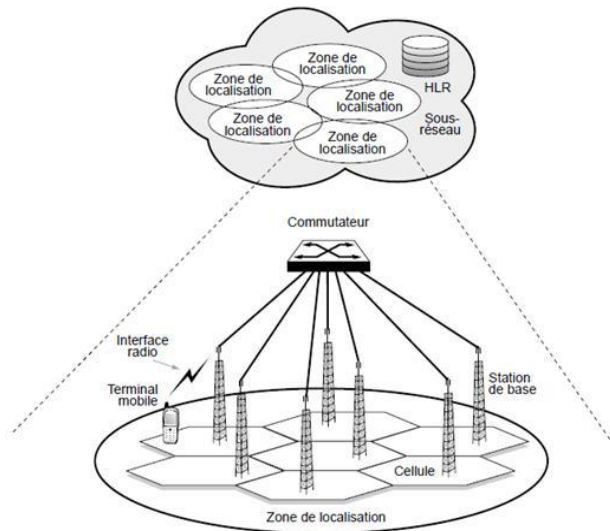 Zone de
localisation
Zone de
localisation
HLR
Zone de
localisation
Zone de
localisation
Sous-
réseau
Zone de
localisation
Commutateur
Interface
radio
Terminal
mobile
Station
de base
Cellule
Zone de localisation